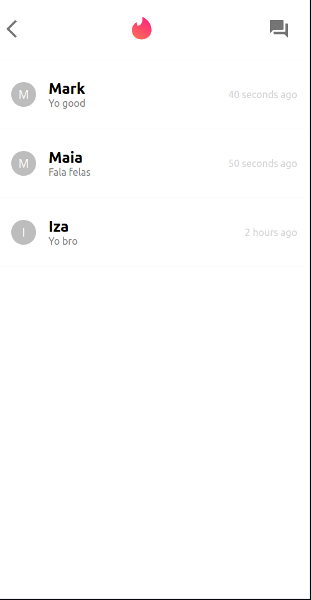 M
Mark
Yo good
40 seconds ago
M
Maia
Fala felas
50 seconds ago
I
Iza
Yo bro
2 hours ago